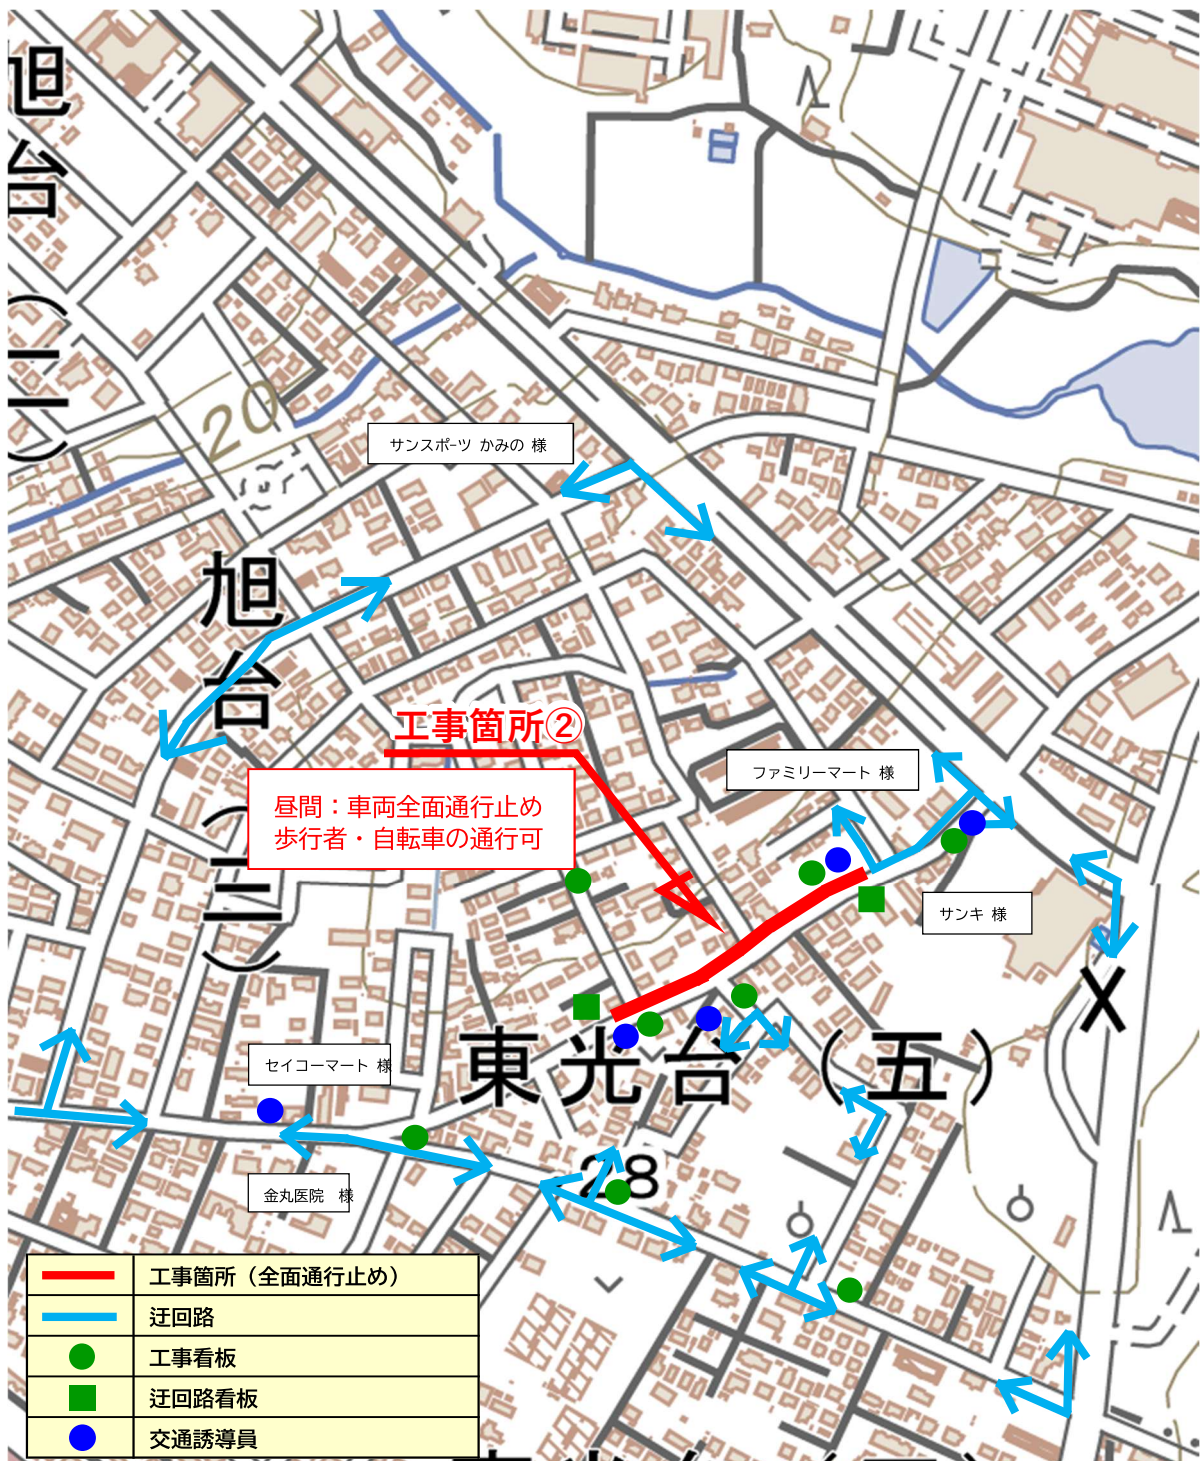 旭
台
（
二
）
20
サンスポーツ かみの 様
旭
台
（
三
）
工事箇所②
昼間：車両全面通行止め
歩行者・自転車の通行可
ファミリーマート 様
サンキ 様
東光台（五）
セイコーマート 様
28
金丸医院 様
工事箇所（全面通行止め）
迂回路
工事看板
迂回路看板
交通誘導員